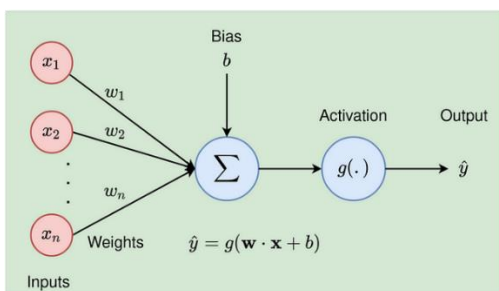 Bias
b
x₁
w₁
Activation
Output
x₂
w₂
∑
g(.)
ŷ
wₙ
xₙ
Weights
ŷ = g(w · x + b)
Inputs